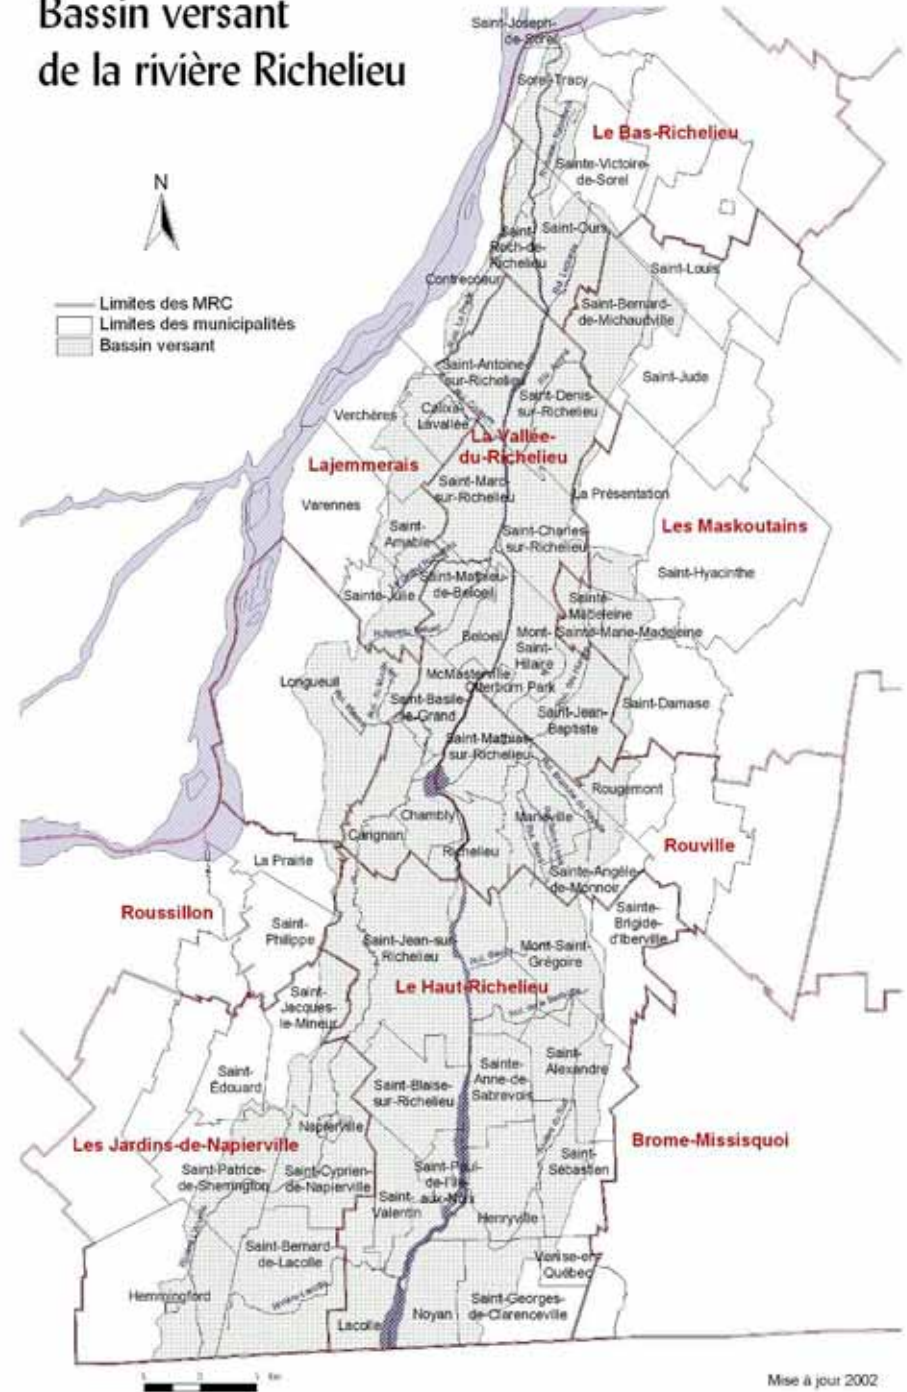 Bassin versant
de la rivière Richelieu
N
Limites des MRC
Limites des municipalités
Bassin versant
Saint-Joseph-
de-Sorel
Sorel-Tracy
Le Bas-Richelieu
Sainte-Victoire-
de-Sorel
Saint-
Roch-de-
Richelieu
Saint-Ours
Contrecoeur
Saint-Louis
Saint-Bernard-
de-Michaudville
Saint-Antoine-
sur-Richelieu
Saint-Jude
Saint-Denis-
sur-Richelieu
Calixa-
Lavallée
Verchères
La Vallée-
du-Richelieu
Lajemmerais
Saint-Marc-
sur-Richelieu
La Présentation
Varennes
Les Maskoutains
Saint-
Amable
Saint-Charles-
sur-Richelieu
Saint-Hyacinthe
Saint-Mathieu-
de-Beloeil
Sainte-Julie
Sainte-
Madeleine
Sainte-Marie-Madeleine
Beloeil
Mont-
Saint-
Hilaire
McMasterville
Otterburn Park
Longueuil
Saint-Basile-
le-Grand
Saint-Jean-
Baptiste
Saint-Damase
Saint-Mathias-
sur-Richelieu
Rougemont
Chambly
Marieville
Carignan
Richelieu
Rouville
La Prairie
Sainte-Angèle-
de-Monnoir
Roussillon
Saint-
Philippe
Sainte-
Brigide-
d'Iberville
Saint-Jean-sur-
Richelieu
Mont-Saint-
Grégoire
Le Haut-Richelieu
Saint-
Jacques-
le-Mineur
Saint-
Édouard
Sainte-
Anne-de-
Sabrevois
Saint-
Alexandre
Saint-Blaise-
sur-Richelieu
Napierville
Les Jardins-de-Napierville
Brome-Missisquoi
Saint-Patrice-
de-Sherrington
Saint-Cyprien-
de-Napierville
Saint-Paul-
de-l'Île-
aux-Noix
Saint-
Sébastien
Saint-
Valentin
Henryville
Saint-Bernard-
de-Lacolle
Venise-en-
Québec
Hemmingford
Saint-Georges-
de-Clarenceville
Noyan
Lacolle
Mise à jour 2002